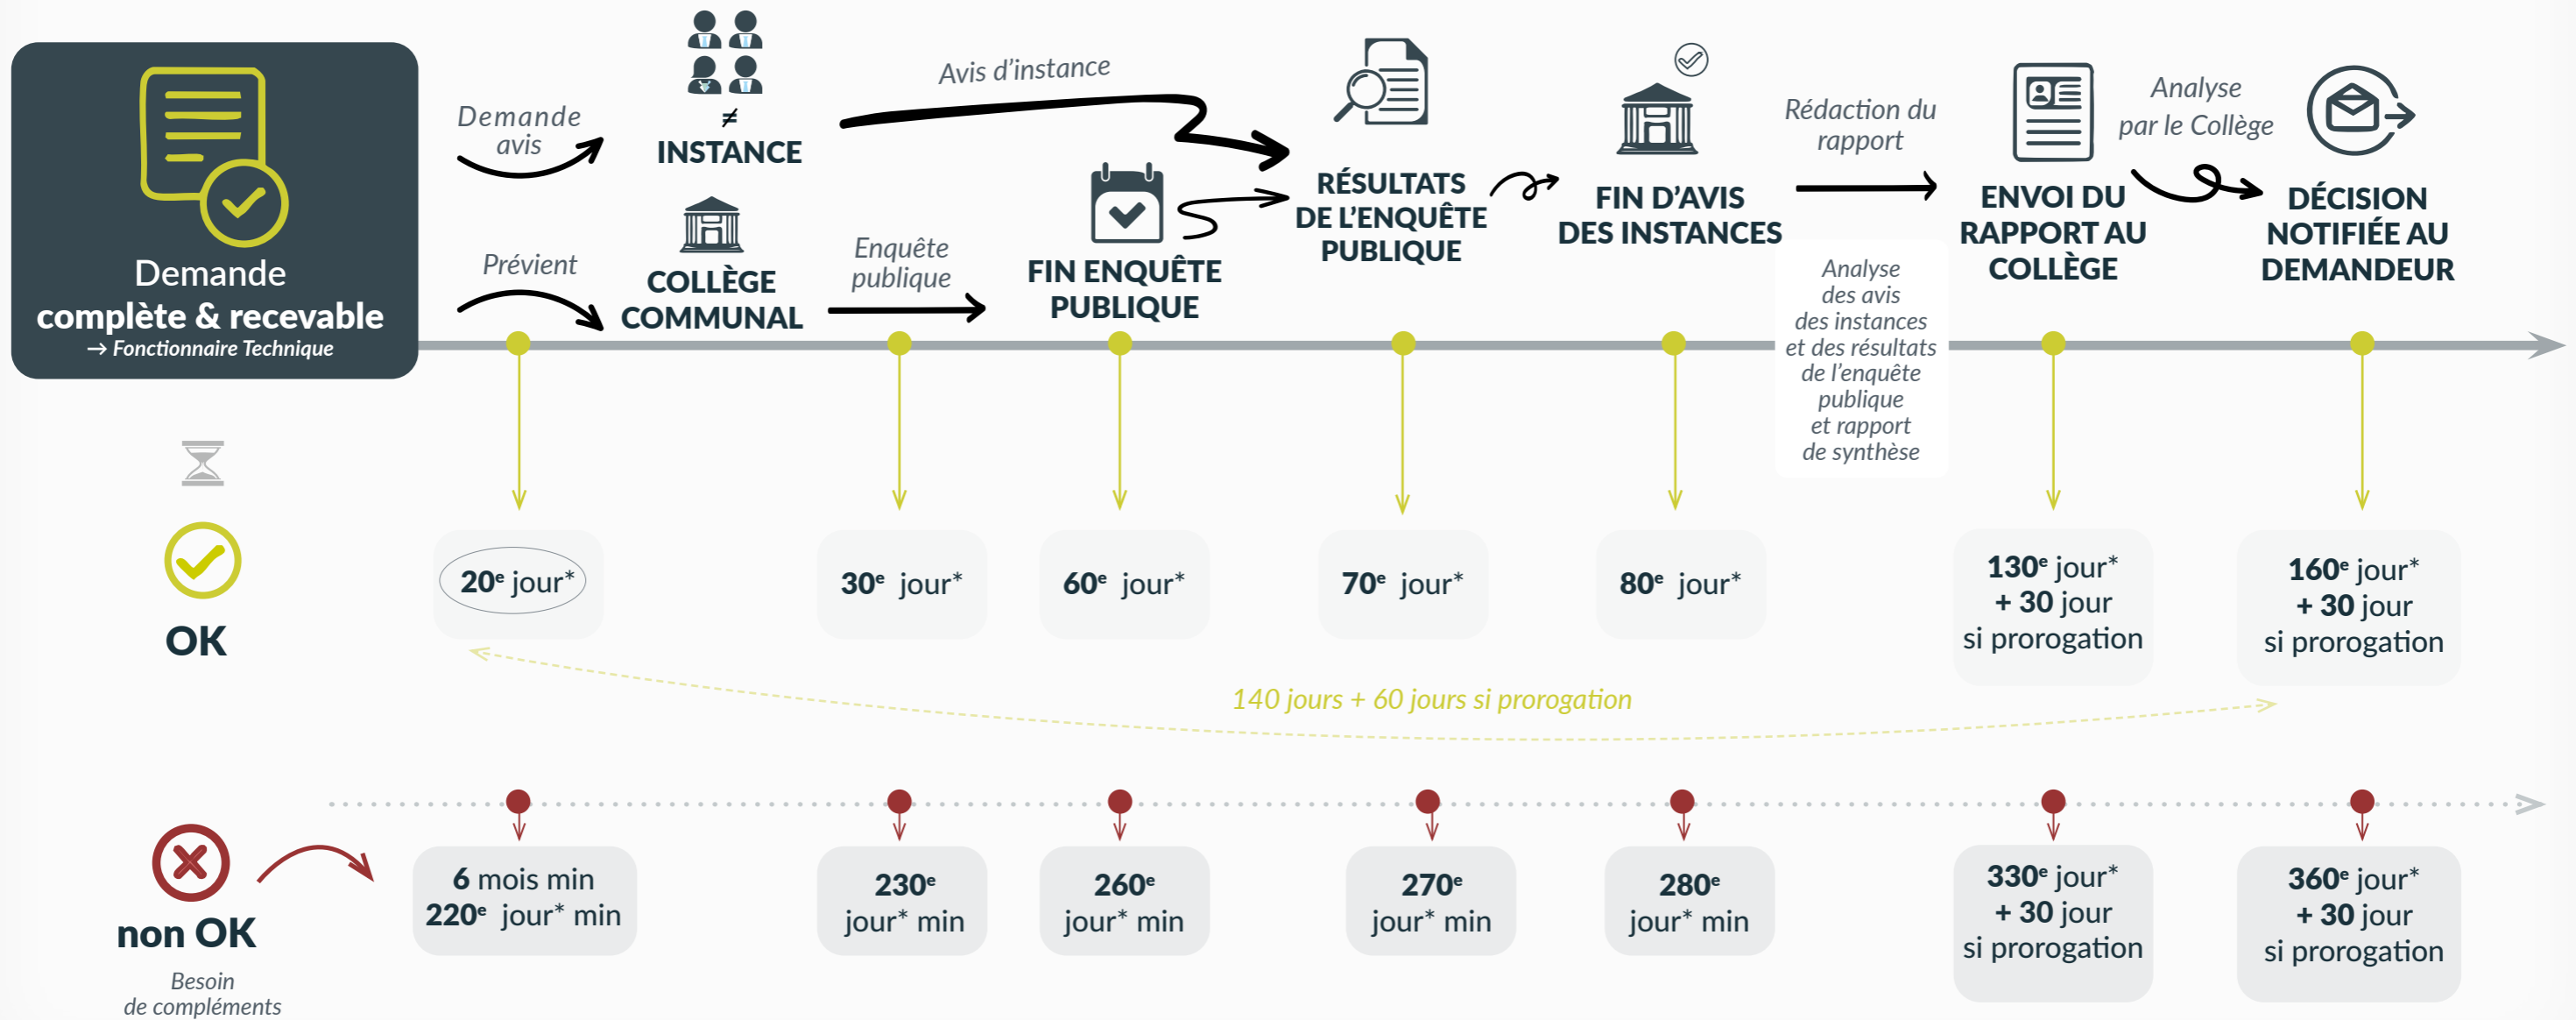 Demande
complète & recevable
→ Fonctionnaire Technique
Demande
avis
Prévient
≠
INSTANCE
COLLÈGE
COMMUNAL
Avis d’instance
Enquête
publique
FIN ENQUÊTE
PUBLIQUE
RÉSULTATS
DE L’ENQUÊTE
PUBLIQUE
FIN D’AVIS
DES INSTANCES
Rédaction du
rapport
Analyse
des avis
des instances
et des résultats
de l’enquête
publique
et rapport
de synthèse
ENVOI DU
RAPPORT AU
COLLÈGE
Analyse
par le Collège
DÉCISION
NOTIFIÉE AU
DEMANDEUR
OK
20e jour*
30e jour*
60e jour*
70e jour*
80e jour*
130e jour*
+ 30 jour
si prorogation
160e jour*
+ 30 jour
si prorogation
140 jours + 60 jours si prorogation
non OK
Besoin
de compléments
6 mois min
220e jour* min
230e
jour* min
260e
jour* min
270e
jour* min
280e
jour* min
330e jour*
+ 30 jour
si prorogation
360e jour*
+ 30 jour
si prorogation